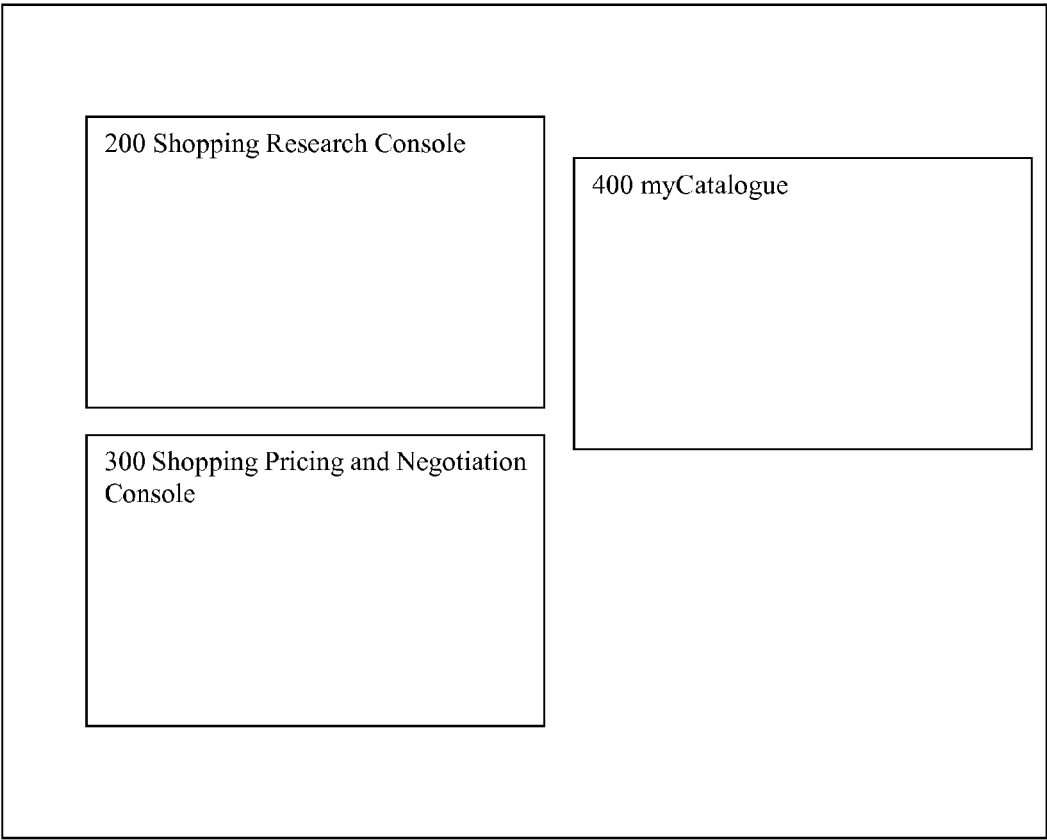 200 Shopping Research Console
400 myCatalogue
300 Shopping Pricing and Negotiation
Console